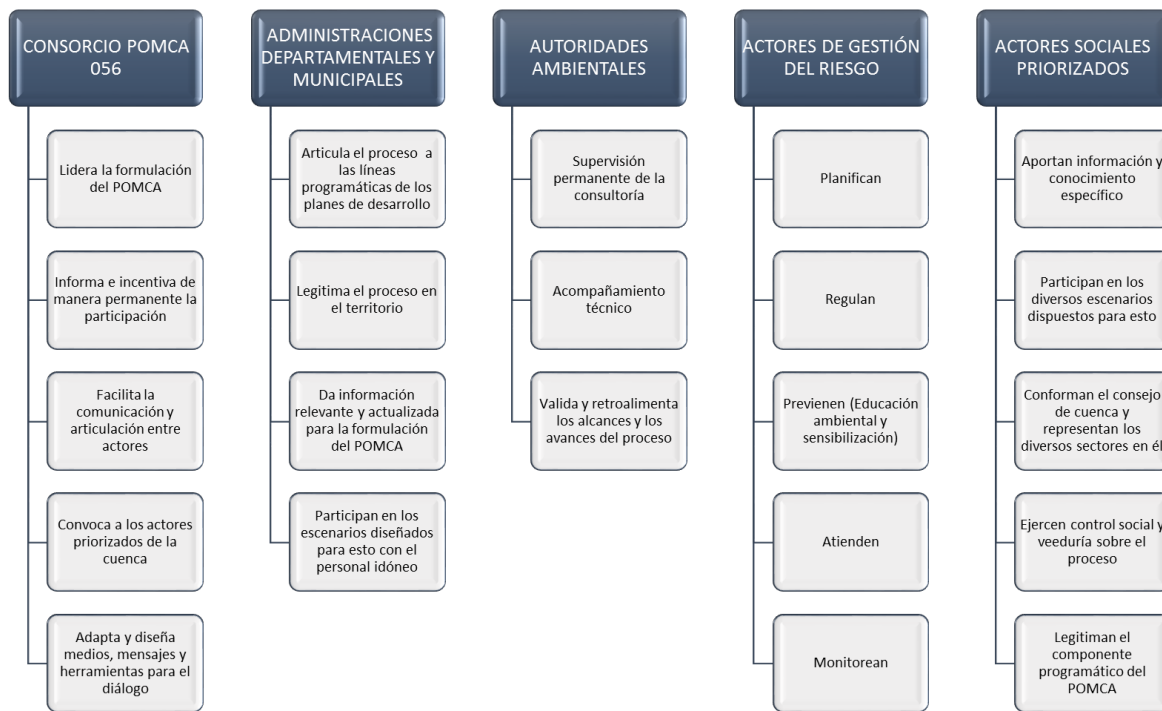 CONSORCIO POMCA
056
Lidera la formulación
del POMCA
Informa e incentiva de
manera permanente la
participación
Facilita la
comunicación y
articulación entre
actores
Convoca a los actores
priorizados de la
cuenca
Adapta y diseña
medios, mensajes y
herramientas para el
diálogo
ADMINISTRACIONES
DEPARTAMENTALES Y
MUNICIPALES
Articula el proceso a
las líneas
programáticas de los
planes de desarrollo
Legitima el proceso en
el territorio
Da información
relevante y actualizada
para la formulación
del POMCA
Participan en los
escenarios diseñados
para esto con el
personal idóneo
AUTORIDADES
AMBIENTALES
Supervisión
permanente de la
consultoría
Acompañamiento
técnico
Valida y retroalimenta
los alcances y los
avances del proceso
ACTORES DE GESTIÓN
DEL RIESGO
Planifican
Regulan
Previenen (Educación
ambiental y
sensibilización)
Atienden
Monitorean
ACTORES SOCIALES
PRIORIZADOS
Aportan información y
conocimiento
específico
Participan en los
diversos escenarios
dispuestos para esto
Conforman el consejo
de cuenca y
representan los
diversos sectores en él
Ejercen control social y
veeduría sobre el
proceso
Legitiman el
componente
programático del
POMCA